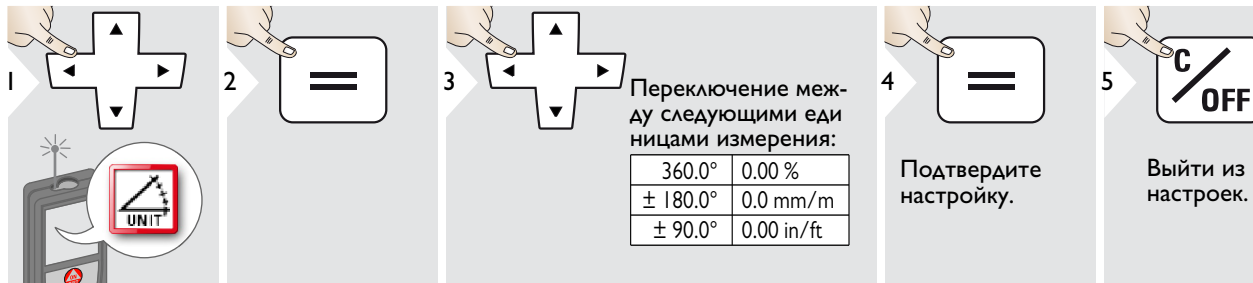 1
UNIT
2
3
Переключение меж-
ду следующими еди
ницами измерения:
360.0° 0.00 %
± 180.0° 0.0 mm/m
± 90.0° 0.00 in/ft
4
Подтвердите
настройку.
5
C/OFF
Выйти из
настроек.